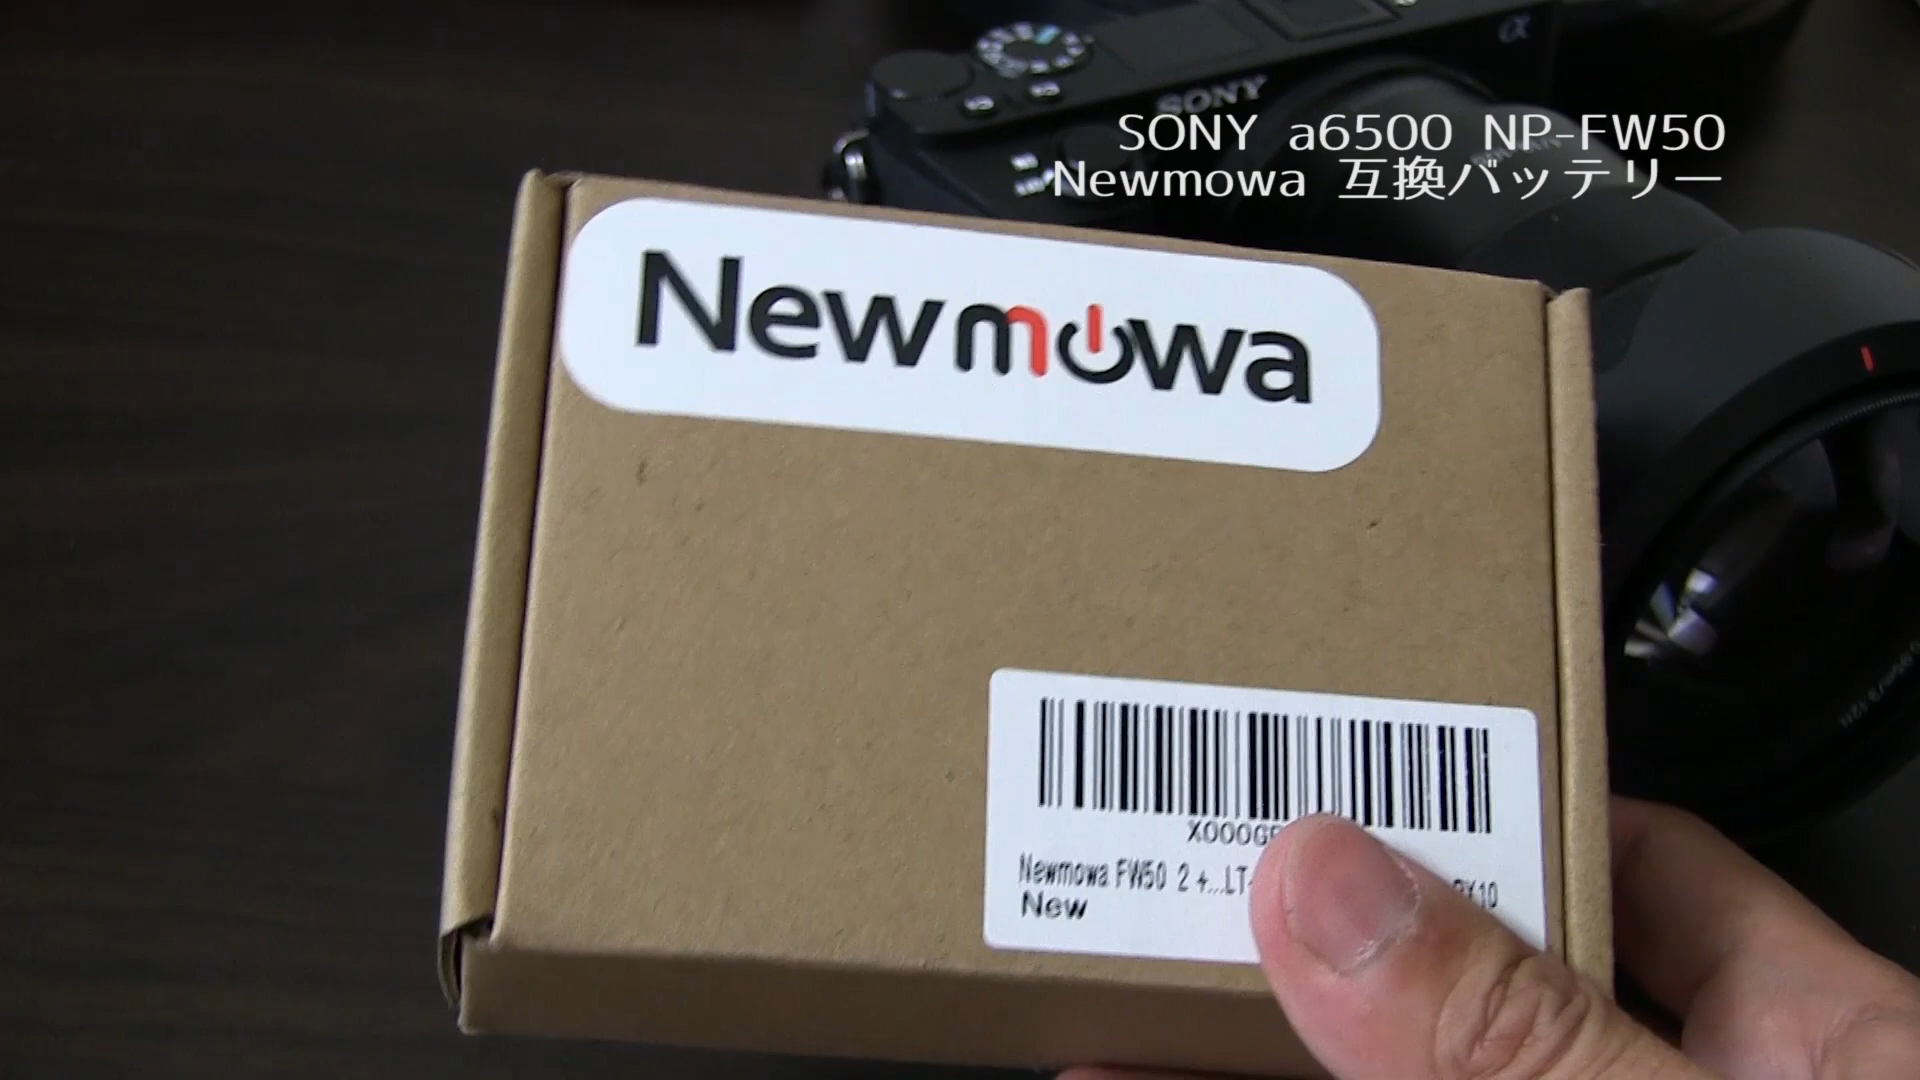 SONY
α
SONY a6500 NP-FW50
Newmowa 互換バッテリー
Newmowa
Newmowa FW50 2
New